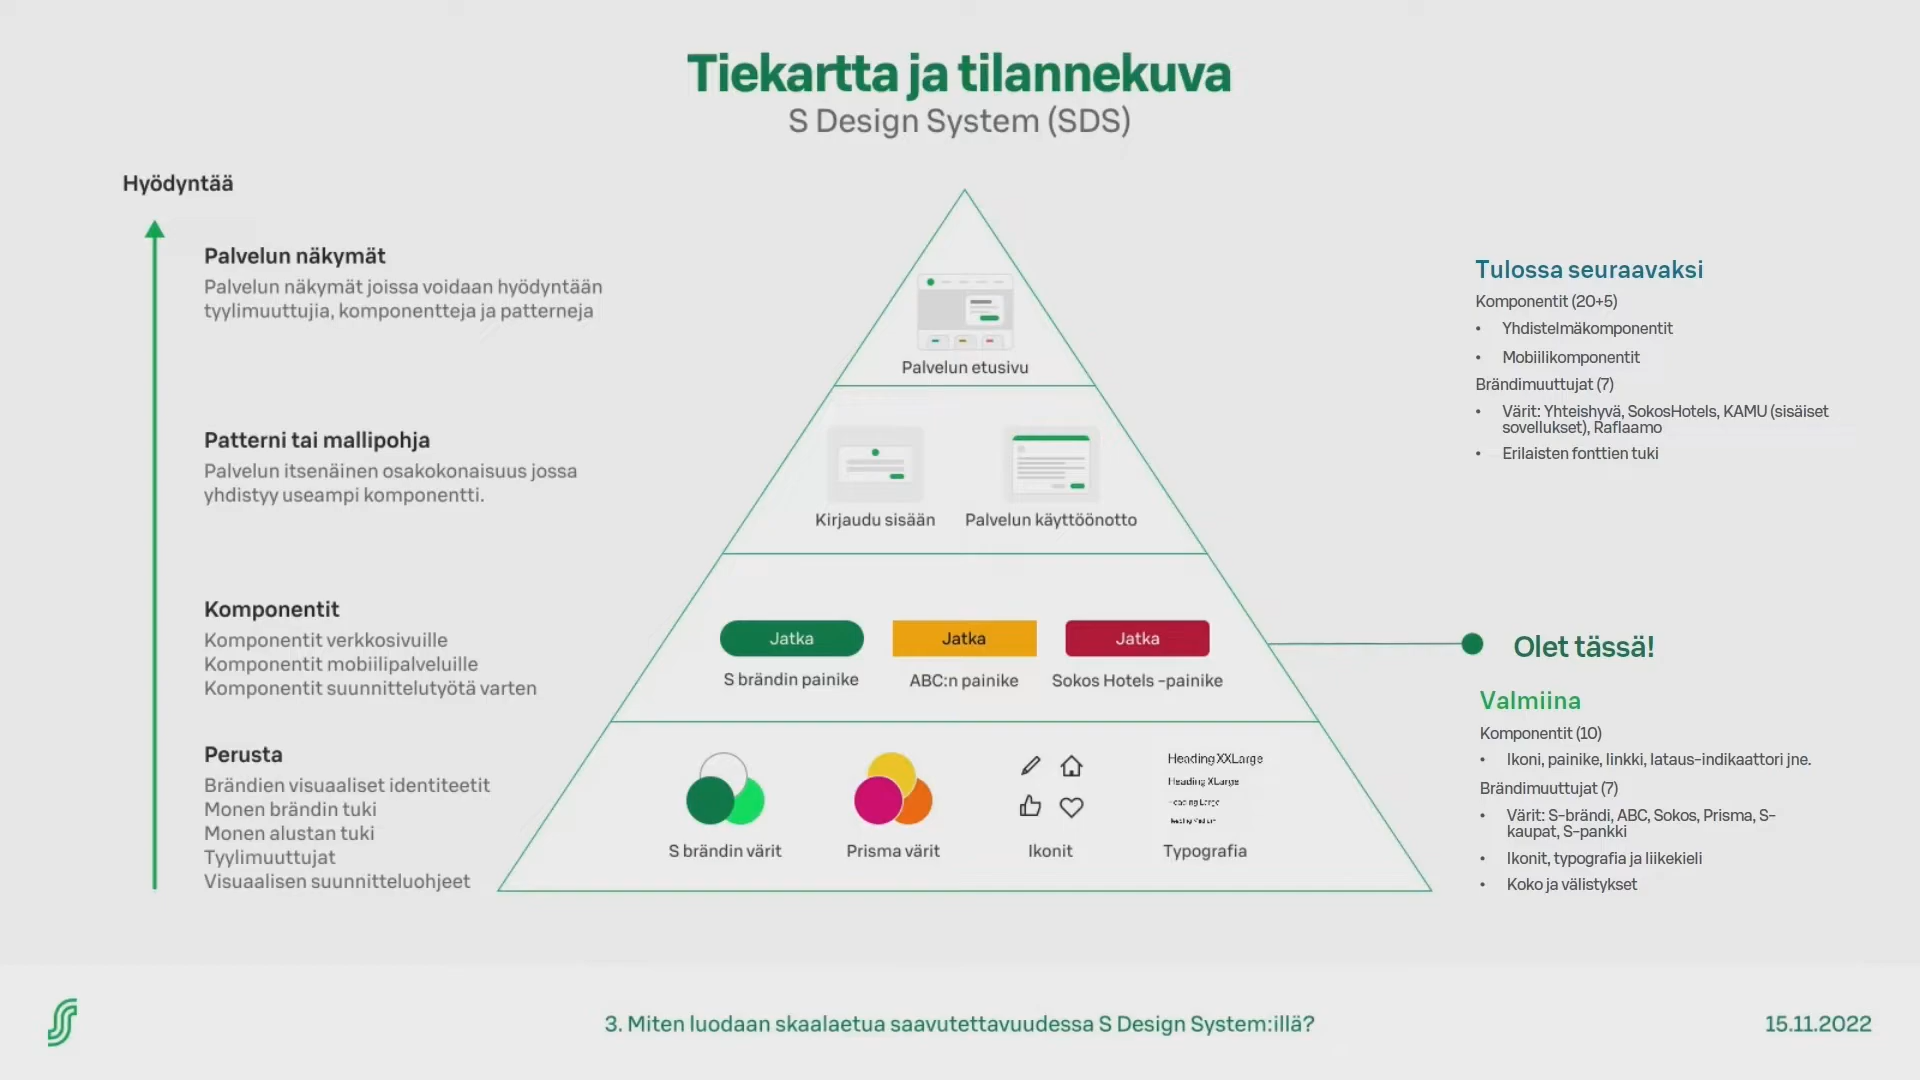 Tiekartta ja tilannekuva
S Design System (SDS)
Hyödyntää
Palvelun näkymät
Palvelun näkymät joissa voidaan hyödyntään
tyylimuuttujia, komponentteja ja patterneja
Patterni tai mallipohja
Palvelun itsenäinen osakokonaisuus jossa
yhdistyy useampi komponentti.
Komponentit
Komponentit verkkosivuille
Komponentit mobiilipalveluille
Komponentit suunnittelutyötä varten
Perusta
Brändien visuaaliset identiteetit
Monen brändin tuki
Monen alustan tuki
Tyylimuuttujat
Visuaalisen suunnitteluohjeet
Palvelun etusivu
Kirjaudu sisään
Palvelun käyttöönotto
Jatka
Jatka
Jatka
S brändin painike
ABC:n painike
Sokos Hotels -painike
Heading XXLarge
Heading XLarge
Heading Large
Heading Medium
S brändin värit
Prisma värit
Ikonit
Typografia
Tulossa seuraavaksi
Komponentit (20+5)
• Yhdistelmäkomponentit
• Mobiilikomponentit
Brändimuuttujat (7)
• Värit: Yhteishyvä, SokosHotels, KAMU (sisäiset
sovellukset), Raflaamo
• Erilaisten fonttien tuki
Olet tässä!
Valmiina
Komponentit (10)
• Ikoni, painike, linkki, lataus-indikaattori jne.
Brändimuuttujat (7)
• Värit: S-brändi, ABC, Sokos, Prisma, S-
kaupat, S-pankki
• Ikonit, typografia ja liikekieli
• Koko ja välistykset
3. Miten luodaan skaalaetua saavutettavuudessa S Design System:illä?
15.11.2022